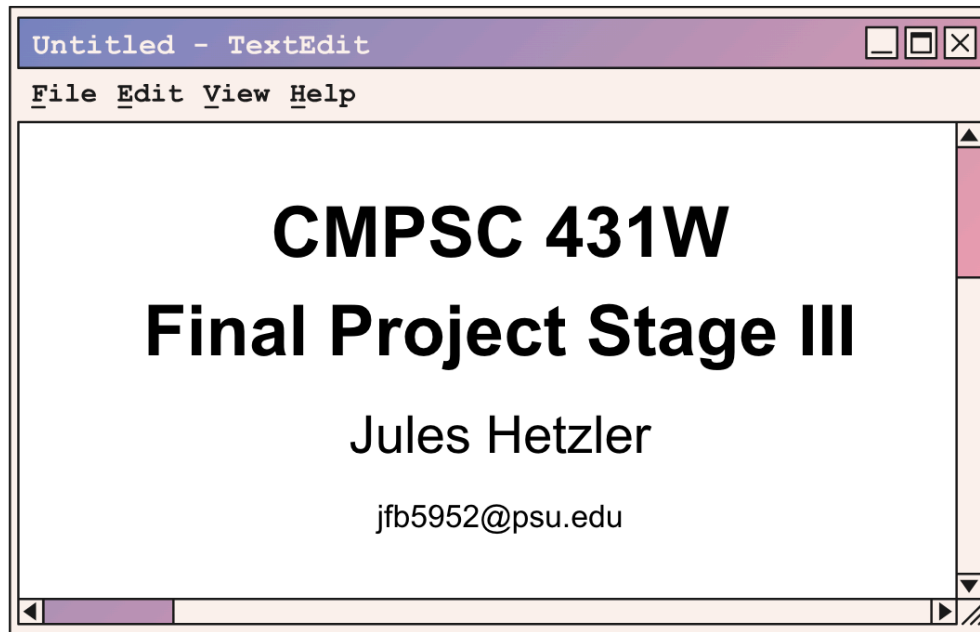 Untitled - TextEdit
File Edit View Help
CMPSC 431W
Final Project Stage III
Jules Hetzler
jfb5952@psu.edu